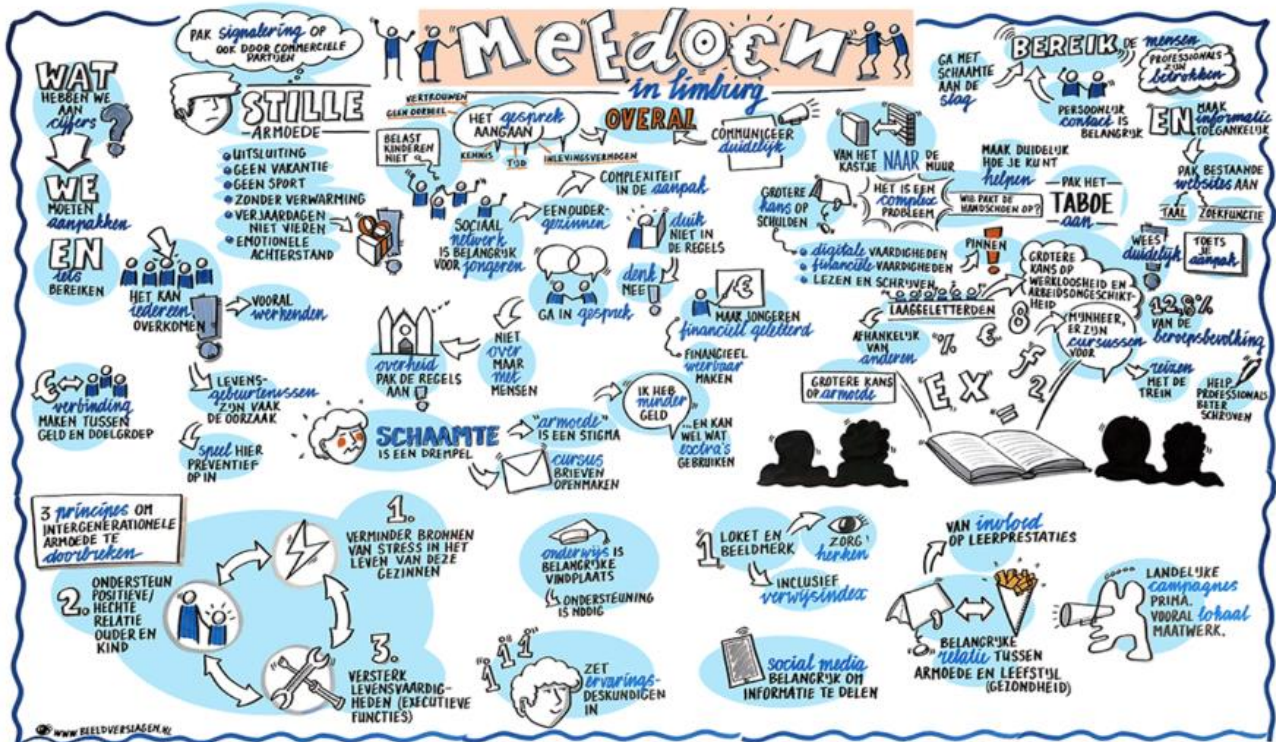 MEEDOEN
in limburg
PAK signalering OP
OOK DOOR COMMERCIËLE
PARTIJEN
WAT
HEBBEN WE
AAN
cijfers
?
WE
MOETEN
aanpakken
EN iets
BEREIKEN
STILLE
-ARMOEDE-
UITSLUITING
GEEN VAKANTIE
GEEN SPORT
ZONDER VERWARMING
VERJAARDAGEN
NIET VIEREN
EMOTIONELE
ACHTERSTAND
HET KAN
iedereen
OVERKOMEN
VOORAL
werkenden
LEVENS-
gebeurtenissen
ZIJN VAAK
DE OORZAAK
speel HIER
PREVENTIEF
OP IN
€
verbinding
MAKEN TUSSEN
GELD EN DOELGROEP
VERTROUWEN
GEEN OORDEEL
HET gesprek
AANGAAN
KENNIS
TIJD
INLEVINGSVERMOGEN
OVERAL
COMMUNICEER
duidelijk
BELAST
KINDEREN
NIET
SOCIAAL
netwerk
IS BELANGRIJK
VOOR jongeren
EENOUDER-
gezinnen
COMPLEXITEIT
IN DE aanpak
duik
NIET IN
DE REGELS
denk
MEE!
GA IN gesprek
NIET
over
MAAR
met
MENSEN
overheid
PAK DE REGELS
AAN!
€
MAAK JONGEREN
financieel geletterd
FINANCIEEL
weerbaar
MAKEN
SCHAAMTE
IS EEN DREMPEL
"armoede"
IS EEN STIGMA
cursus
BRIEVEN
OPENMAKEN
IK HEB
minder
GELD
...EN KAN
WEL WAT
extra's
GEBRUIKEN
GA MET
SCHAAMTE
AAN DE
slag
BEREIK DE mensen
PROFESSIONALS
ZIJN
betrokken
PERSOONLIJK
contact IS
BELANGRIJK
EN MAAK
informatie
TOEGANKELIJK
PAK BESTAANDE
websites AAN
TAAL
ZOEKFUNCTIE
VAN HET
KASTJE NAAR DE
MUUR
MAAK DUIDELIJK
HOE JE KUNT
helpen
GROTERE
kans OP
SCHULDEN
HET IS EEN
complex
PROBLEEM
WIE PAKT DE
HANDSCHOEN OP?
PAK HET
TABOE
aan
digitale VAARDIGHEDEN
financiële VAARDIGHEDEN
LEZEN EN SCHRIJVEN
PINNEN
LAAGGELETTERDEN
GROTERE
KANS OP
WERKLOOSHEID EN
ARBEIDSONGESCHIKT-
HEID
WEES
duidelijk
TOETS
JE
aanpak
12,8%
VAN DE
beroepsbevolking
AFHANKELIJK
VAN
anderen
% € 8 ƒ 2
"E X" =
MIJNHEER,
ER ZIJN
cursussen
VOOR
reizen
MET DE
TREIN
HELP
PROFESSIONALS
BETER
SCHRIJVEN
GROTERE KANS
OP armoede
3 principes OM
INTERGENERATIONELE
ARMOEDE TE
doorbreken
1.
VERMINDER BRONNEN
VAN STRESS IN HET
LEVEN VAN DEZE
GEZINNEN
2. ONDERSTEUN
POSITIEVE/
HECHTE
RELATIE
OUDER EN
KIND
3.
VERSTERK
LEVENSVAARDIG-
HEDEN (EXECUTIEVE
FUNCTIES)
onderwijs IS
BELANGRIJKE
VINDPLAATS
ONDERSTEUNING
IS NODIG
i i i i
ZET
ervarings-
DESKUNDIGEN
IN
1. LOKET EN
BEELDMERK
ZORG!
herken
INCLUSIEF
verwijsindex
social media
BELANGRIJK OM
INFORMATIE TE DELEN
VAN invloed
OP LEERPRESTATIES
BELANGRIJKE
relatie TUSSEN
ARMOEDE EN LEEFSTIJL
(GEZONDHEID)
LANDELIJKE
campagnes
PRIMA.
VOORAL lokaal
MAATWERK.
WWW.BEELDVERSLAGEN.NL